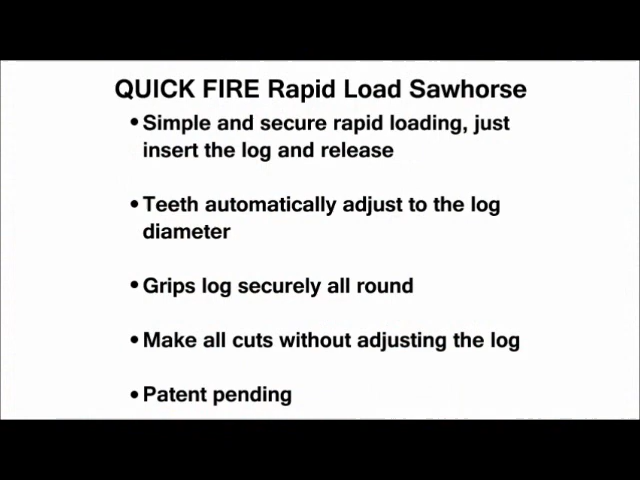 QUICK FIRE Rapid Load Sawhorse
• Simple and secure rapid loading, just
insert the log and release
• Teeth automatically adjust to the log
diameter
• Grips log securely all round
• Make all cuts without adjusting the log
• Patent pending